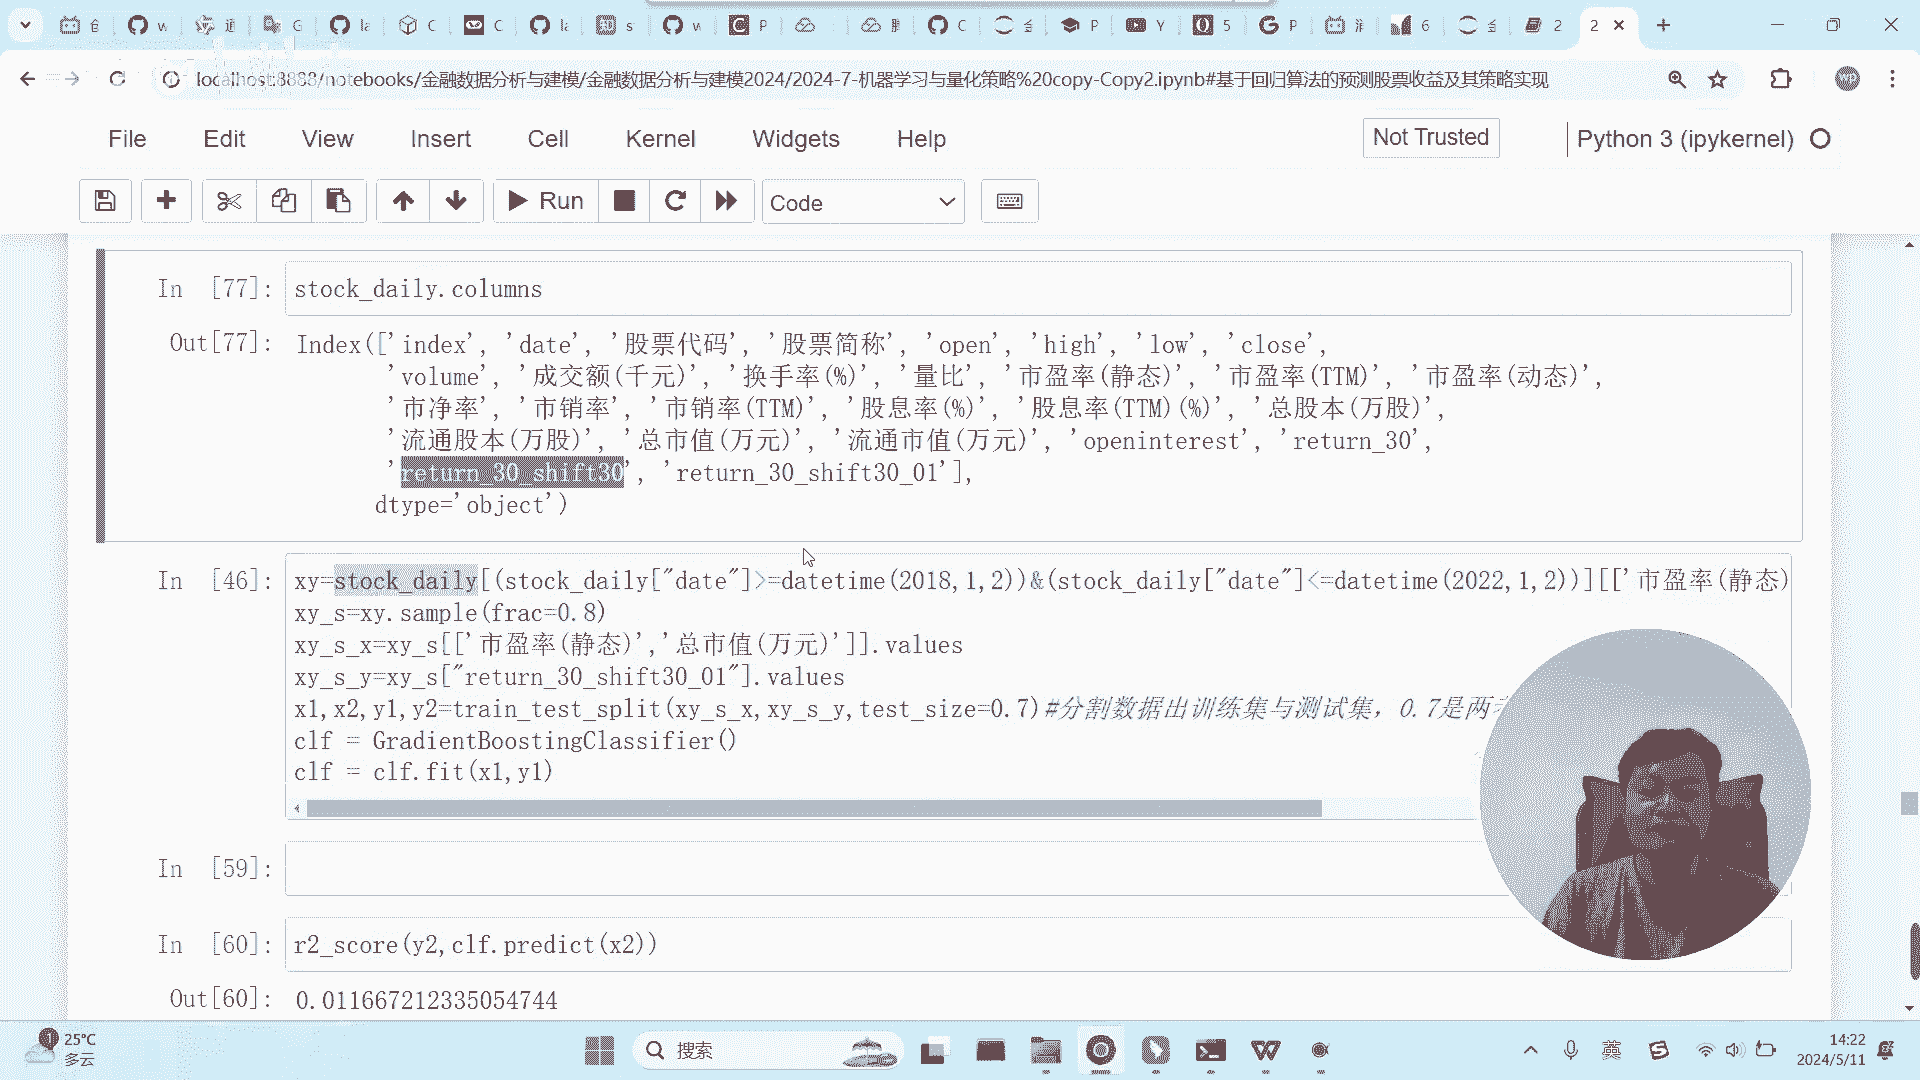 localhost:8888/notebooks/金融数据分析与建模/金融数据分析与建模2024/2024-7-机器学习与量化策略%20copy-Copy2.ipynb#基于回归算法的预测股票收益及其策略实现
File Edit View Insert Cell Kernel Widgets Help Not Trusted Python 3 (ipykernel)
Run Code
In [77]: stock_daily.columns
Out[77]: Index(['index', 'date', '股票代码', '股票简称', 'open', 'high', 'low', 'close',
'volume', '成交额(千元)', '换手率(%)', '量比', '市盈率(静态)', '市盈率(TTM)', '市盈率(动态)',
'市净率', '市销率', '市销率(TTM)', '股息率(%)', '股息率(TTM)(%)', '总股本(万股)',
'流通股本(万股)', '总市值(万元)', '流通市值(万元)', 'openinterest', 'return_30',
'return_30_shift30', 'return_30_shift30_01'],
dtype='object')
In [46]: xy=stock_daily[(stock_daily["date"]>=datetime(2018,1,2))&(stock_daily["date"]<=datetime(2022,1,2))][['市盈率(静态)
xy_s=xy.sample(frac=0.8)
xy_s_x=xy_s[['市盈率(静态)','总市值(万元)']].values
xy_s_y=xy_s["return_30_shift30_01"].values
x1,x2,y1,y2=train_test_split(xy_s_x,xy_s_y,test_size=0.7)#分割数据出训练集与测试集，0.7是两
clf = GradientBoostingClassifier()
clf = clf.fit(x1,y1)
In [59]:
In [60]: r2_score(y2,clf.predict(x2))
Out[60]: 0.011667212335054744
25°C
多云
搜索
英
14:22
2024/5/11